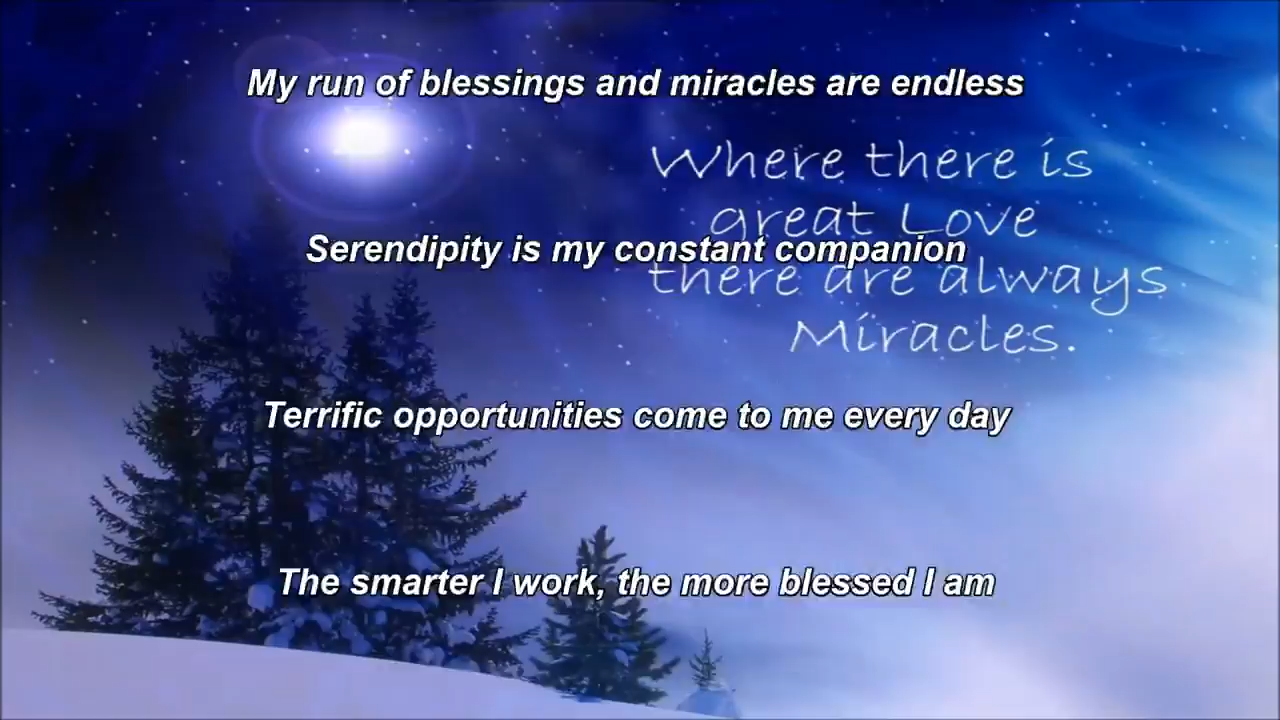 My run of blessings and miracles are endless
Where there is
great Love
Serendipity is my constant companion
there are always
Miracles.
Terrific opportunities come to me every day
The smarter I work, the more blessed I am